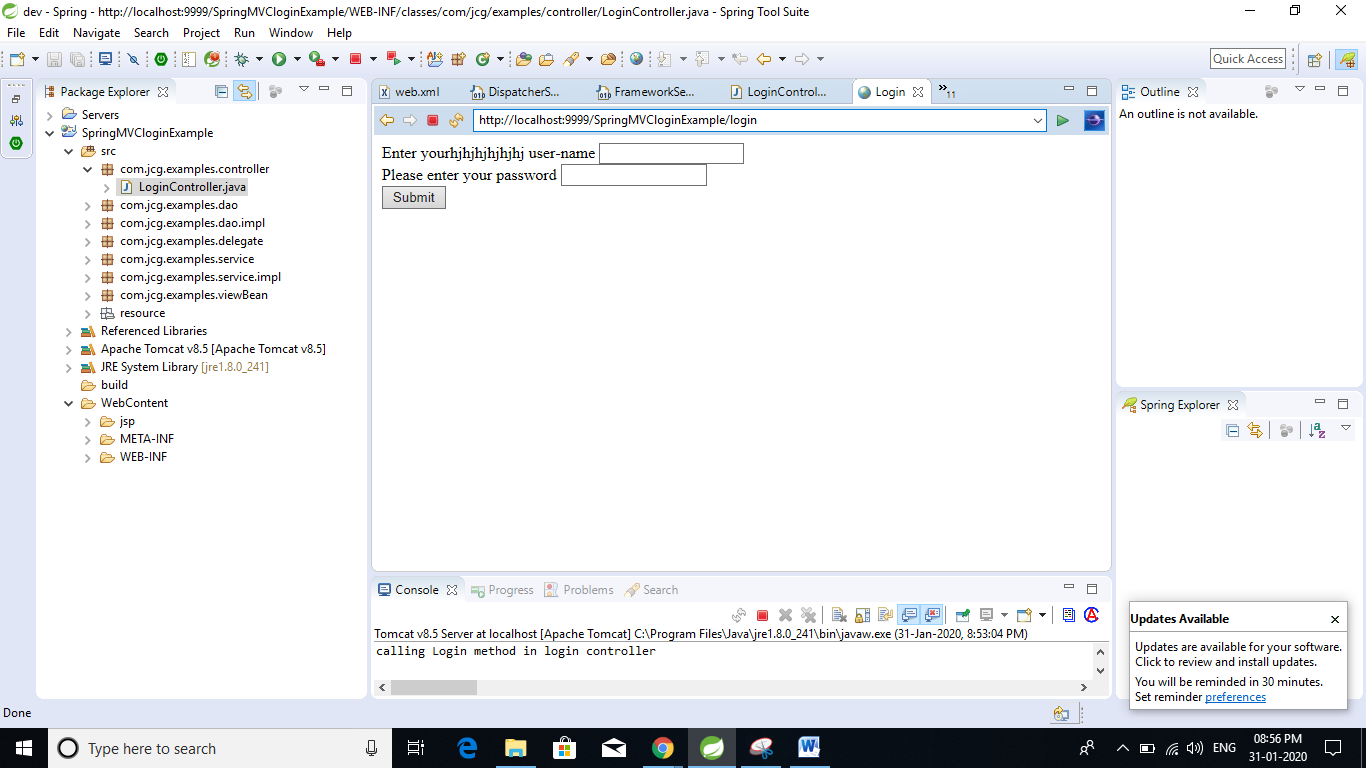 dev - Spring - http://localhost:9999/SpringMVCloginExample/WEB-INF/classes/com/jcg/examples/controller/LoginController.java - Spring Tool Suite
File Edit Navigate Search Project Run Window Help
Quick Access
Package Explorer
Servers
SpringMVCloginExample
src
com.jcg.examples.controller
LoginController.java
com.jcg.examples.dao
com.jcg.examples.dao.impl
com.jcg.examples.delegate
com.jcg.examples.service
com.jcg.examples.service.impl
com.jcg.examples.viewBean
resource
Referenced Libraries
Apache Tomcat v8.5 [Apache Tomcat v8.5]
JRE System Library [jre1.8.0_241]
build
WebContent
jsp
META-INF
WEB-INF
web.xml DispatcherS... FrameworkSe... LoginControl... Login »11
http://localhost:9999/SpringMVCloginExample/login
Enter yourhjhjhjhjhjhj user-name
Please enter your password
Submit
Outline
An outline is not available.
Spring Explorer
Console Progress Problems Search
Tomcat v8.5 Server at localhost [Apache Tomcat] C:\Program Files\Java\jre1.8.0_241\bin\javaw.exe (31-Jan-2020, 8:53:04 PM)
calling Login method in login controller
Updates Available
Updates are available for your software.
Click to review and install updates.
You will be reminded in 30 minutes.
Set reminder preferences
Done
Type here to search
ENG
08:56 PM
31-01-2020